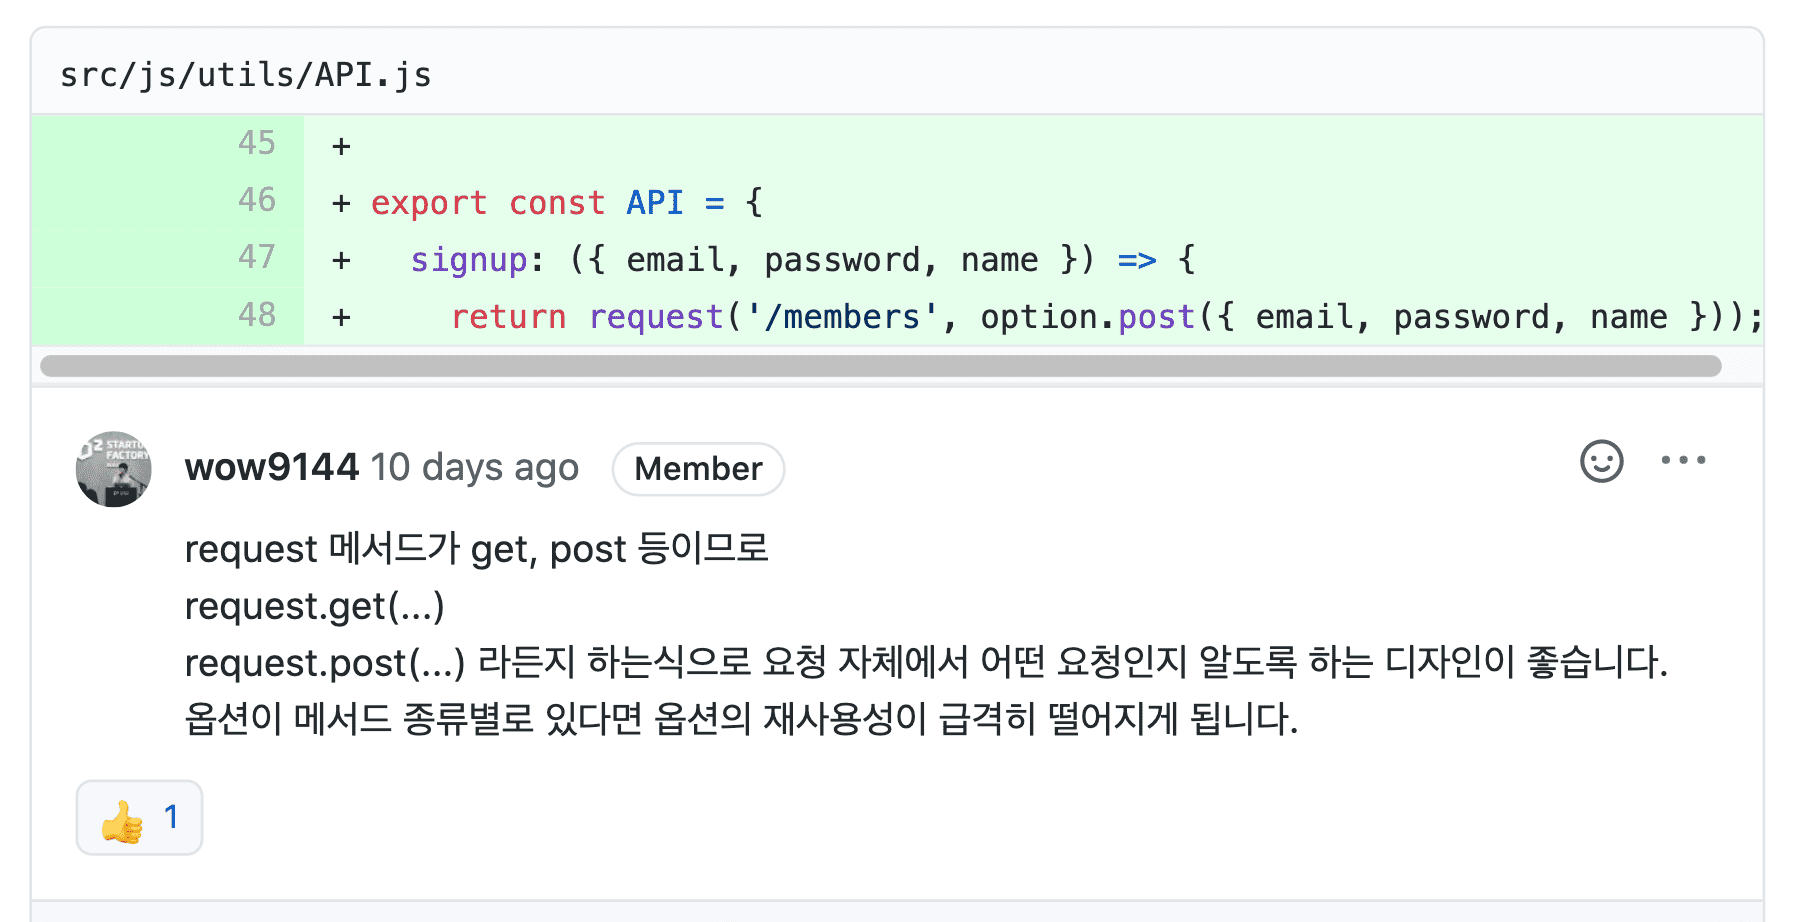 src/js/utils/API.js
45 +
46 + export const API = {
47 + signup: ({ email, password, name }) => {
48 + return request('/members', option.post({ email, password, name }));
STARTU
FACTORY
wow9144 10 days ago Member
request 메서드가 get, post 등이므로
request.get(...)
request.post(...) 라든지 하는식으로 요청 자체에서 어떤 요청인지 알도록 하는 디자인이 좋습니다.
옵션이 메서드 종류별로 있다면 옵션의 재사용성이 급격히 떨어지게 됩니다.
👍 1